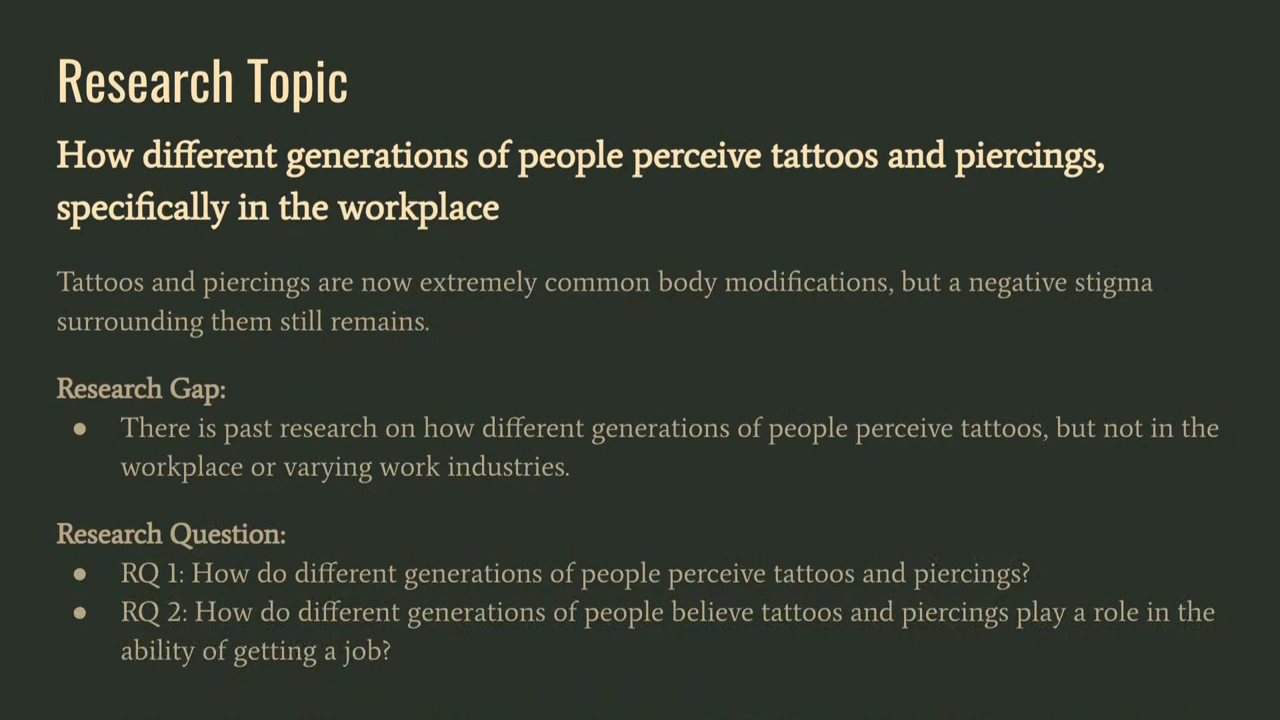 Research Topic
How different generations of people perceive tattoos and piercings,
specifically in the workplace
Tattoos and piercings are now extremely common body modifications, but a negative stigma
surrounding them still remains.
Research Gap:
● There is past research on how different generations of people perceive tattoos, but not in the
workplace or varying work industries.
Research Question:
● RQ 1: How do different generations of people perceive tattoos and piercings?
● RQ 2: How do different generations of people believe tattoos and piercings play a role in the
ability of getting a job?